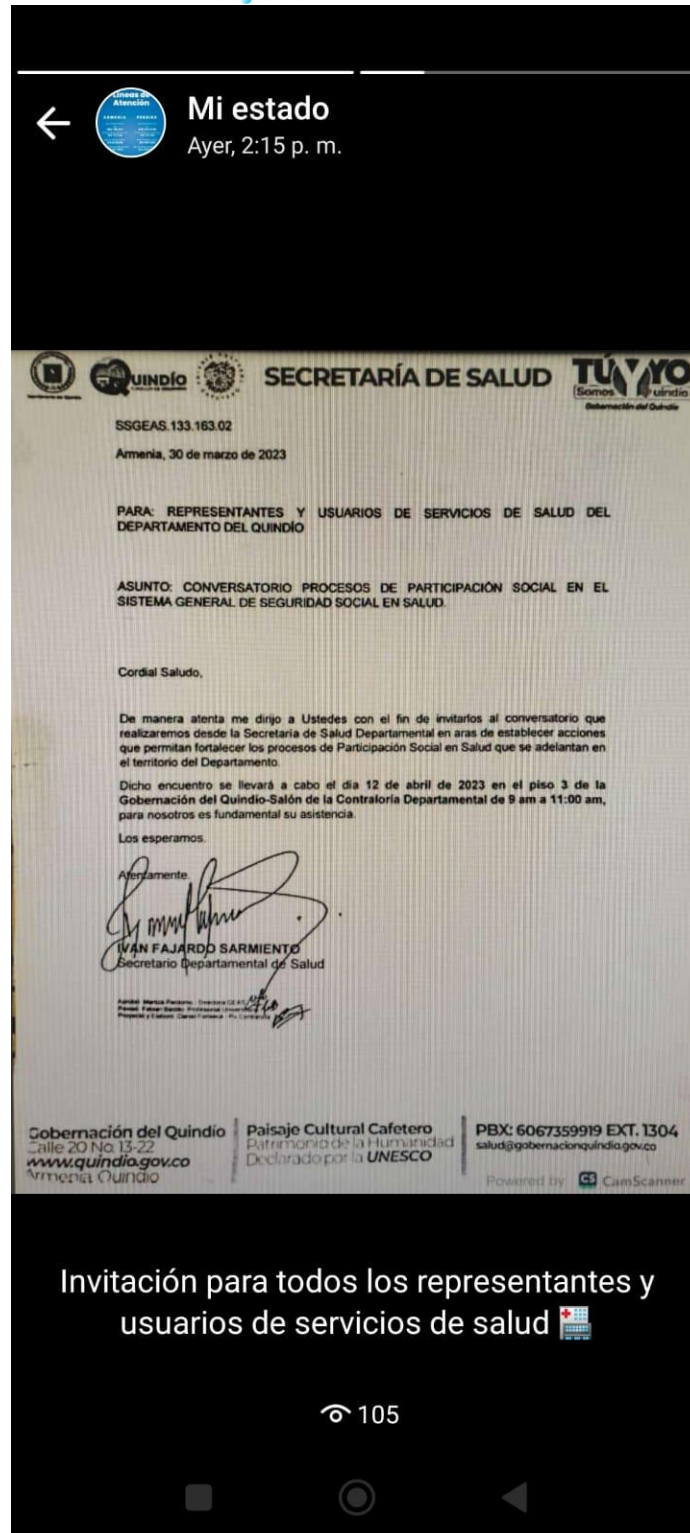 Líneas de
Atención
ARMENIA PEREIRA
Mi estado
Ayer, 2:15 p. m.
QUINDÍO
SECRETARÍA DE SALUD
TÚ Y YO
Somos Quindío
Gobernación del Quindío
SSGEAS.133.163.02
Armenia, 30 de marzo de 2023
PARA: REPRESENTANTES Y USUARIOS DE SERVICIOS DE SALUD DEL
DEPARTAMENTO DEL QUINDÍO
ASUNTO: CONVERSATORIO PROCESOS DE PARTICIPACIÓN SOCIAL EN EL
SISTEMA GENERAL DE SEGURIDAD SOCIAL EN SALUD.
Cordial Saludo,
De manera atenta me dirijo a Ustedes con el fin de invitarlos al conversatorio que
realizaremos desde la Secretaria de Salud Departamental en aras de establecer acciones
que permitan fortalecer los procesos de Participación Social en Salud que se adelantan en
el territorio del Departamento.
Dicho encuentro se llevará a cabo el día 12 de abril de 2023 en el piso 3 de la
Gobernación del Quindio-Salón de la Contraloría Departamental de 9 am a 11:00 am,
para nosotros es fundamental su asistencia.
Los esperamos.
Atentamente.
IVÁN FAJARDO SARMIENTO
Secretario Departamental de Salud
Gobernación del Quindío
Calle 20 No. 13-22
www.quindio.gov.co
Armenia Quindío
Paisaje Cultural Cafetero
Patrimonio de la Humanidad
Declarado por la UNESCO
PBX: 6067359919 EXT. 1304
salud@gobernacionquindio.gov.co
Powered by CS CamScanner
Invitación para todos los representantes y
usuarios de servicios de salud
105